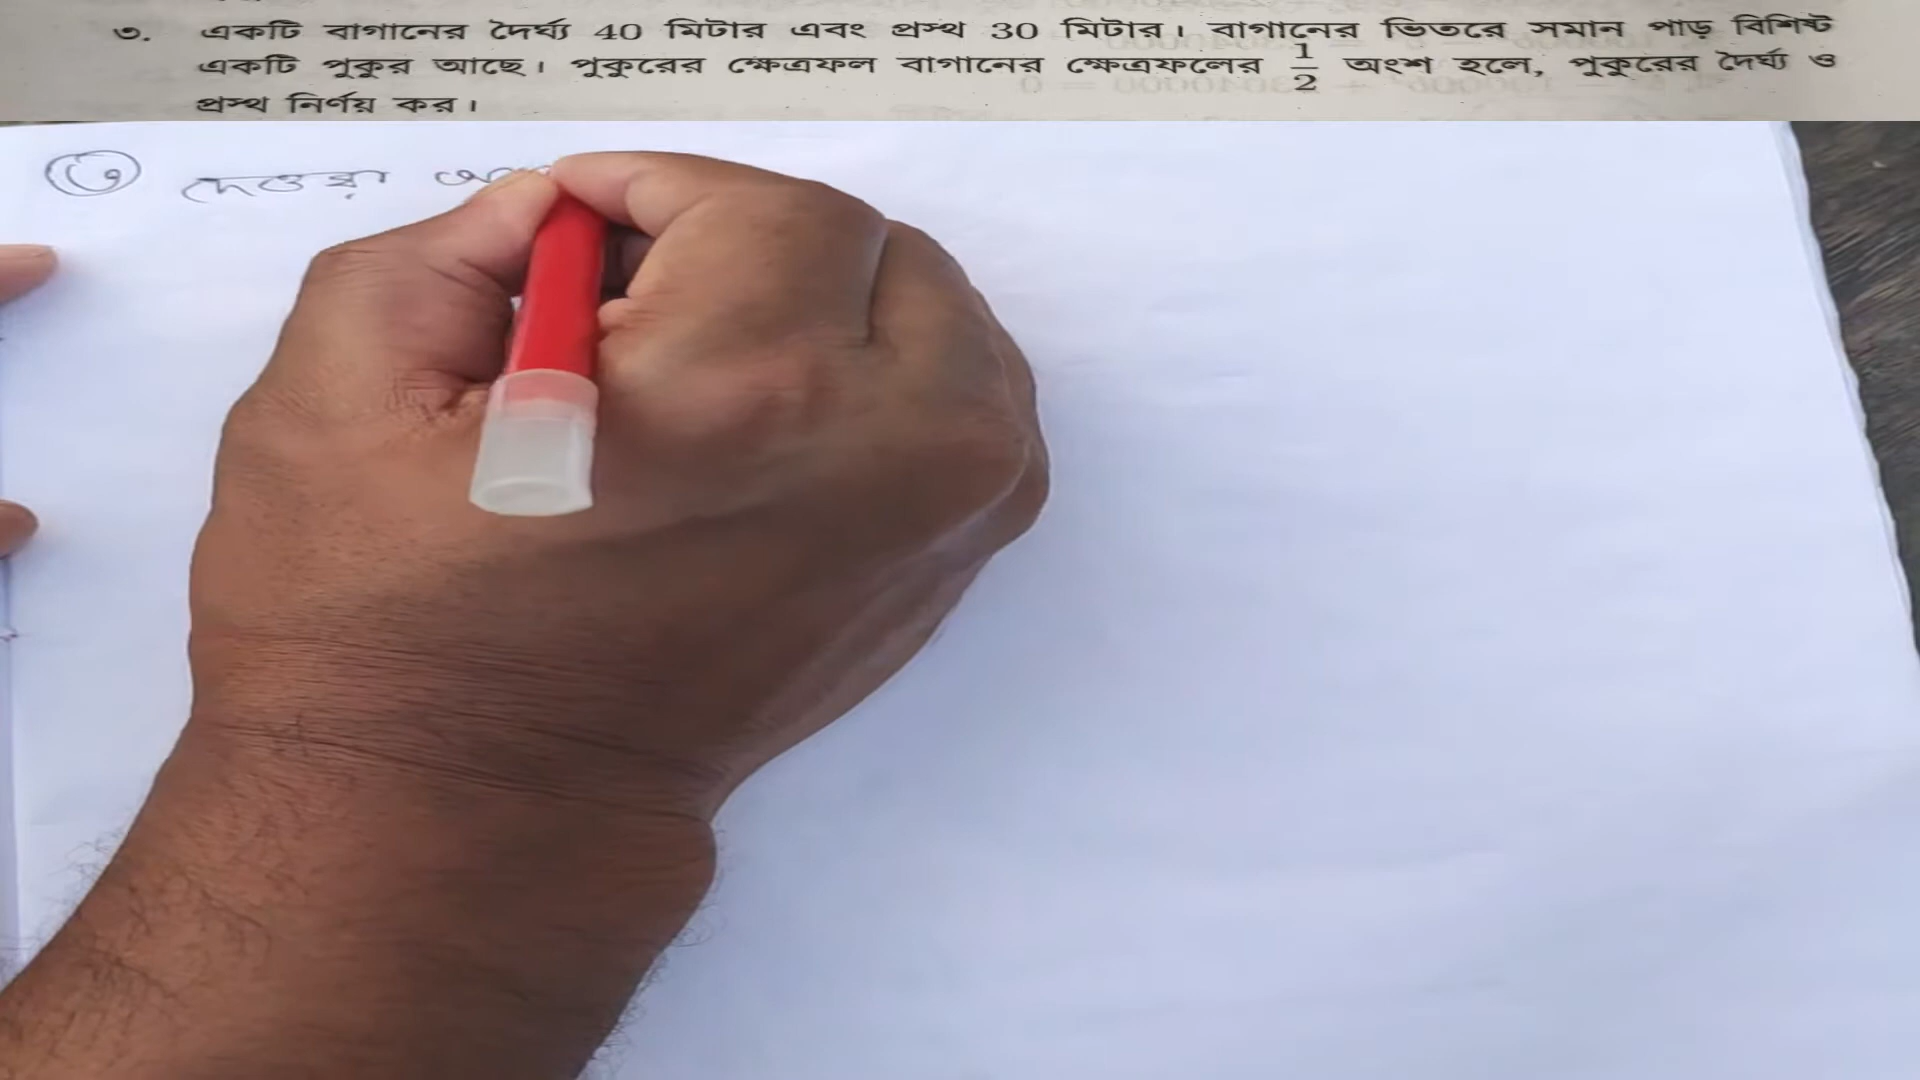 ৩. একটি বাগানের দৈর্ঘ্য 40 মিটার এবং প্রস্থ 30 মিটার। বাগানের ভিতরে সমান পাড় বিশিষ্ট
একটি পুকুর আছে। পুকুরের ক্ষেত্রফল বাগানের ক্ষেত্রফলের 1/2 অংশ হলে, পুকুরের দৈর্ঘ্য ও
প্রস্থ নির্ণয় কর।
৩ দেওয়া